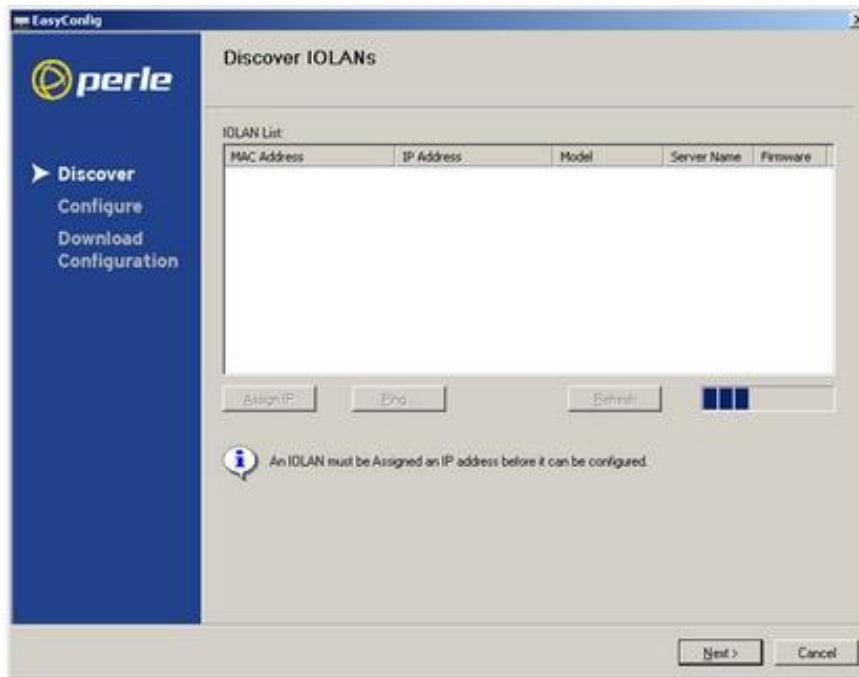 EasyConfig
perle
Discover
Configure
Download
Configuration
Discover IOLANs
IOLAN List:
MAC Address IP Address Model Server Name Firmware
Assign IP Ping Refresh
An IOLAN must be Assigned an IP address before it can be configured.
Next > Cancel